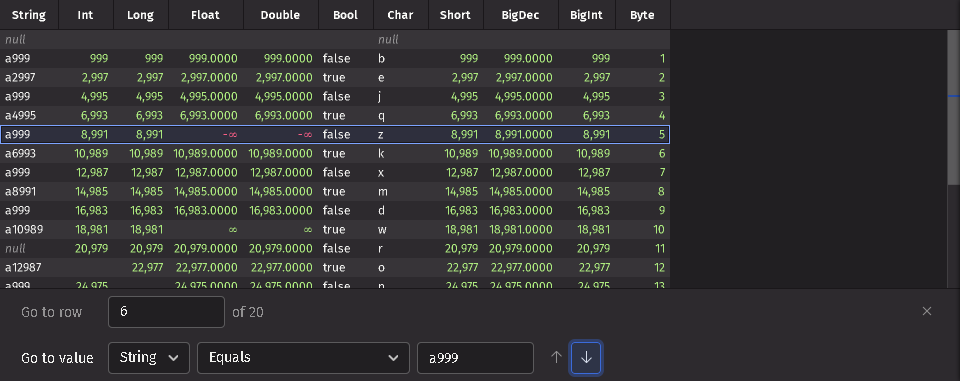 String Int Long Float Double Bool Char Short BigDec BigInt Byte
null null
a999 999 999 999.0000 999.0000 false b 999 999.0000 999 1
a2997 2,997 2,997 2,997.0000 2,997.0000 true e 2,997 2,997.0000 2,997 2
a999 4,995 4,995 4,995.0000 4,995.0000 false j 4,995 4,995.0000 4,995 3
a4995 6,993 6,993 6,993.0000 6,993.0000 true q 6,993 6,993.0000 6,993 4
a999 8,991 8,991 -∞ -∞ false z 8,991 8,991.0000 8,991 5
a6993 10,989 10,989 10,989.0000 10,989.0000 true k 10,989 10,989.0000 10,989 6
a999 12,987 12,987 12,987.0000 12,987.0000 false x 12,987 12,987.0000 12,987 7
a8991 14,985 14,985 14,985.0000 14,985.0000 true m 14,985 14,985.0000 14,985 8
a999 16,983 16,983 16,983.0000 16,983.0000 false d 16,983 16,983.0000 16,983 9
a10989 18,981 18,981 ∞ ∞ true w 18,981 18,981.0000 18,981 10
null 20,979 20,979 20,979.0000 20,979.0000 false r 20,979 20,979.0000 20,979 11
a12987 22,977 22,977.0000 22,977.0000 true o 22,977 22,977.0000 22,977 12
a999 24,975 24,975.0000 24,975.0000 false 24,975 24,975.0000 24,975 13
Go to row 6 of 20
Go to value String Equals a999